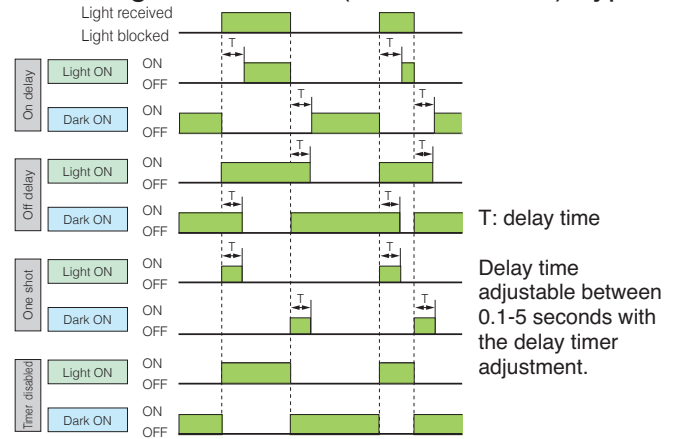 Light received
Light blocked
T T
On delay
Light ON ON
OFF
T T
Dark ON ON
OFF
T T
Off delay
Light ON ON
OFF
T T
Dark ON ON
OFF
T: delay time
T T
One shot
Light ON ON
OFF
T T
Dark ON ON
OFF
Delay time
adjustable between
0.1-5 seconds with
the delay timer
adjustment.
Timer disabled
Light ON ON
OFF
Dark ON ON
OFF